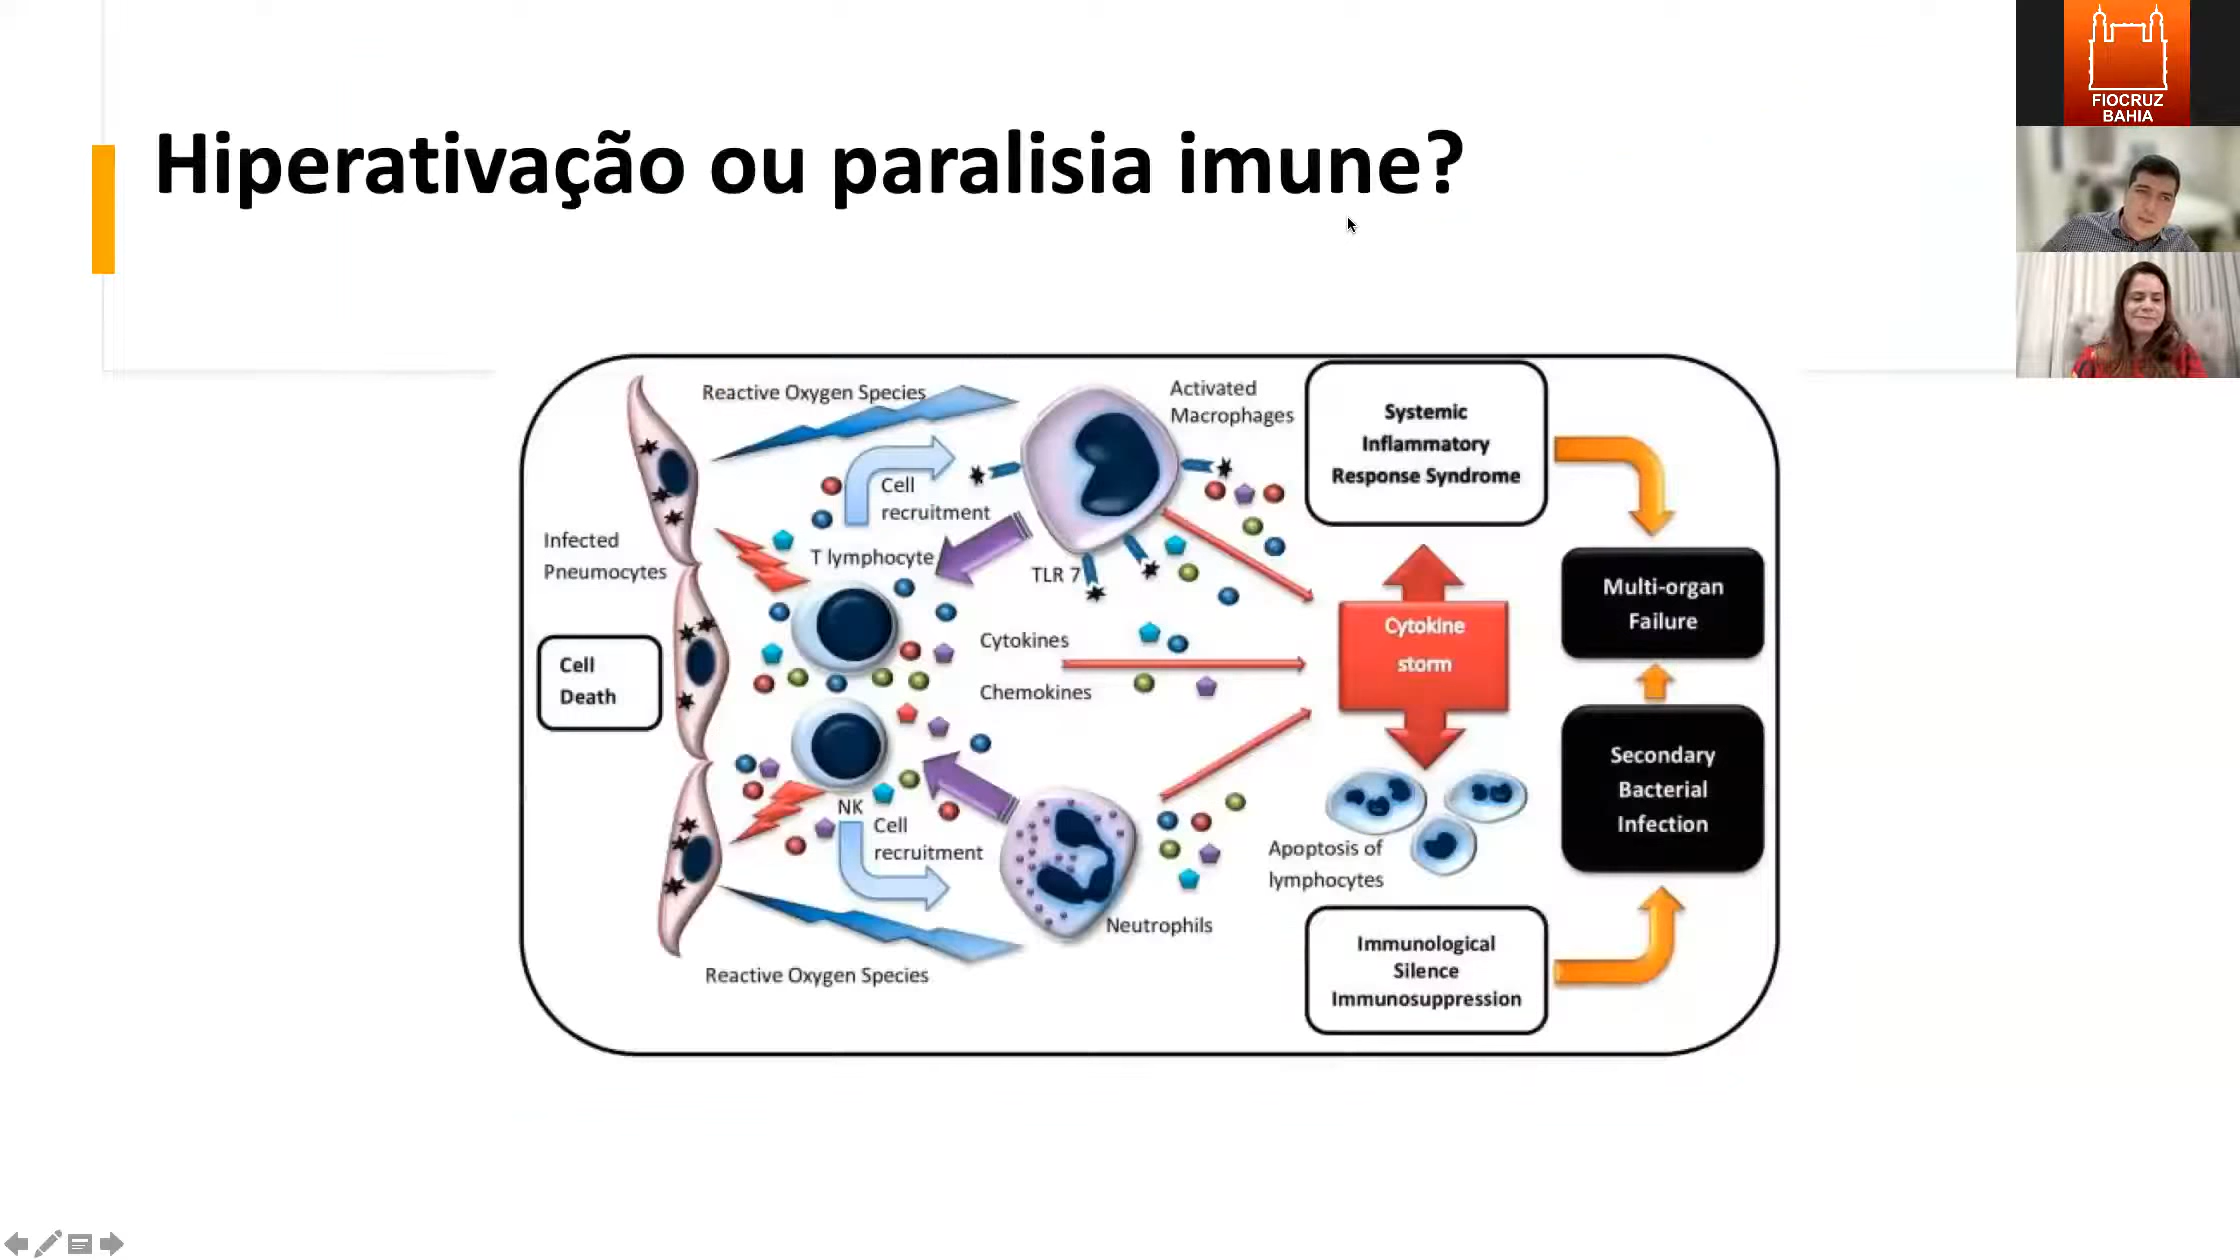 Hiperativação ou paralisia imune?
FIOCRUZ
BAHIA
Reactive Oxygen Species
Activated
Macrophages
Cell
recruitment
Infected
Pneumocytes
T lymphocyte
TLR 7
Cell
Death
Cytokines
Chemokines
NK
Cell
recruitment
Neutrophils
Reactive Oxygen Species
Systemic
Inflammatory
Response Syndrome
Cytokine
storm
Apoptosis of
lymphocytes
Immunological
Silence
Immunosuppression
Multi-organ
Failure
Secondary
Bacterial
Infection